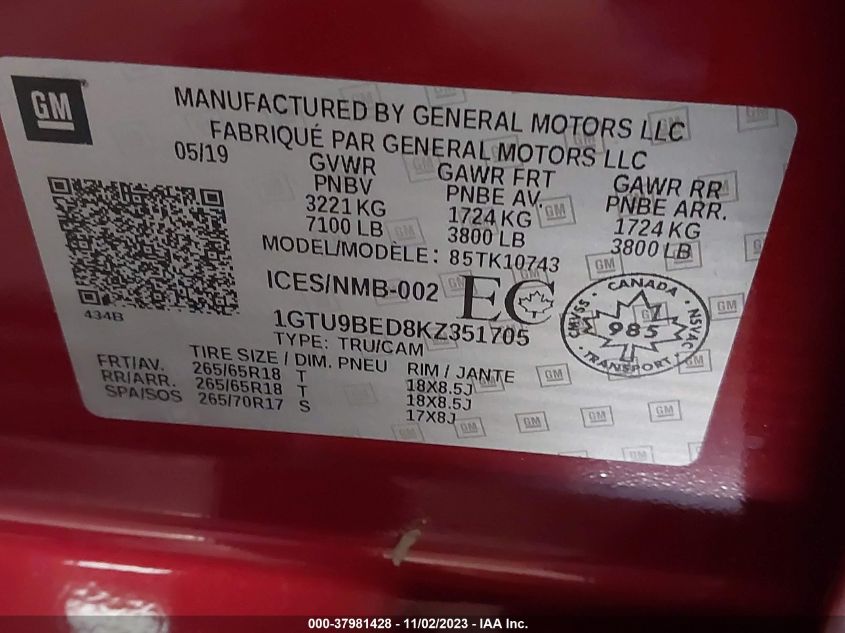 GM
MANUFACTURED BY GENERAL MOTORS LLC
FABRIQUÉ PAR GENERAL MOTORS LLC
05/19
GVWR
PNBV
3221 KG
7100 LB
GAWR FRT
PNBE AV.
1724 KG
3800 LB
GAWR RR
PNBE ARR.
1724 KG
3800 LB
MODEL/MODÈLE: 85TK10743
434B
ICES/NMB-002 EC
CANADA
CMVSS
985
NSVAC
TRANSPORT
1GTU9BED8KZ351705
TYPE: TRU/CAM
TIRE SIZE / DIM. PNEU RIM / JANTE
FRT/AV. 265/65R18 T 18X8.5J
RR/ARR. 265/65R18 T 18X8.5J
SPA/SOS 265/70R17 S 17X8J
000-37981428 - 11/02/2023 - IAA Inc.